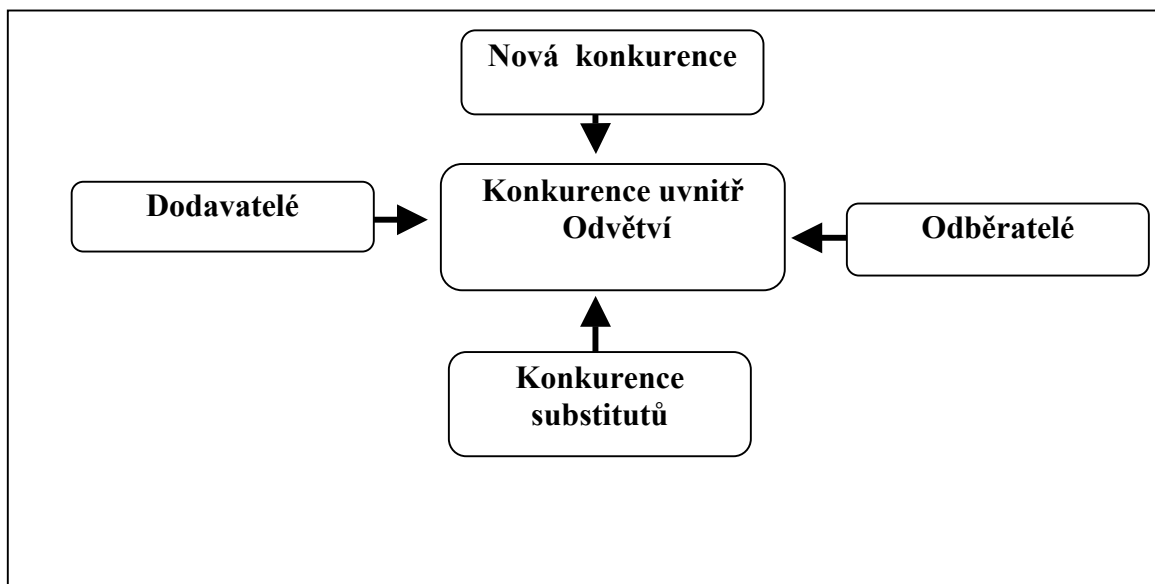 Nová konkurence
Konkurence uvnitř
Odvětví
Dodavatelé
Odběratelé
Konkurence
substitutů